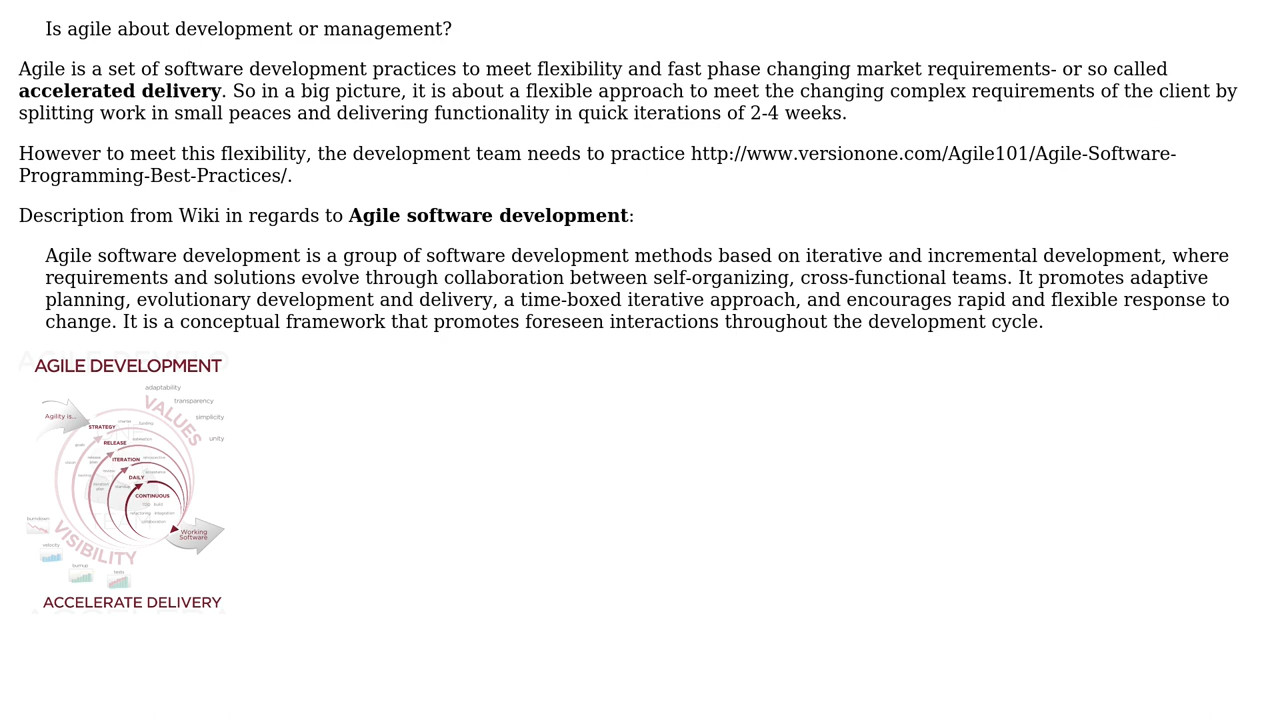 Is agile about development or management?
Agile is a set of software development practices to meet flexibility and fast phase changing market requirements- or so called
accelerated delivery. So in a big picture, it is about a flexible approach to meet the changing complex requirements of the client by
splitting work in small peaces and delivering functionality in quick iterations of 2-4 weeks.
However to meet this flexibility, the development team needs to practice http://www.versionone.com/Agile101/Agile-Software-
Programming-Best-Practices/.
Description from Wiki in regards to Agile software development:
Agile software development is a group of software development methods based on iterative and incremental development, where
requirements and solutions evolve through collaboration between self-organizing, cross-functional teams. It promotes adaptive
planning, evolutionary development and delivery, a time-boxed iterative approach, and encourages rapid and flexible response to
change. It is a conceptual framework that promotes foreseen interactions throughout the development cycle.
AGILE DEVELOPMENT
adaptability
transparency
simplicity
unity
VALUES
Agility is...
STRATEGY
RELEASE
ITERATION
DAILY
CONTINUOUS
Working
Software
burndown
velocity
burnup
tests
VISIBILITY
ACCELERATE DELIVERY